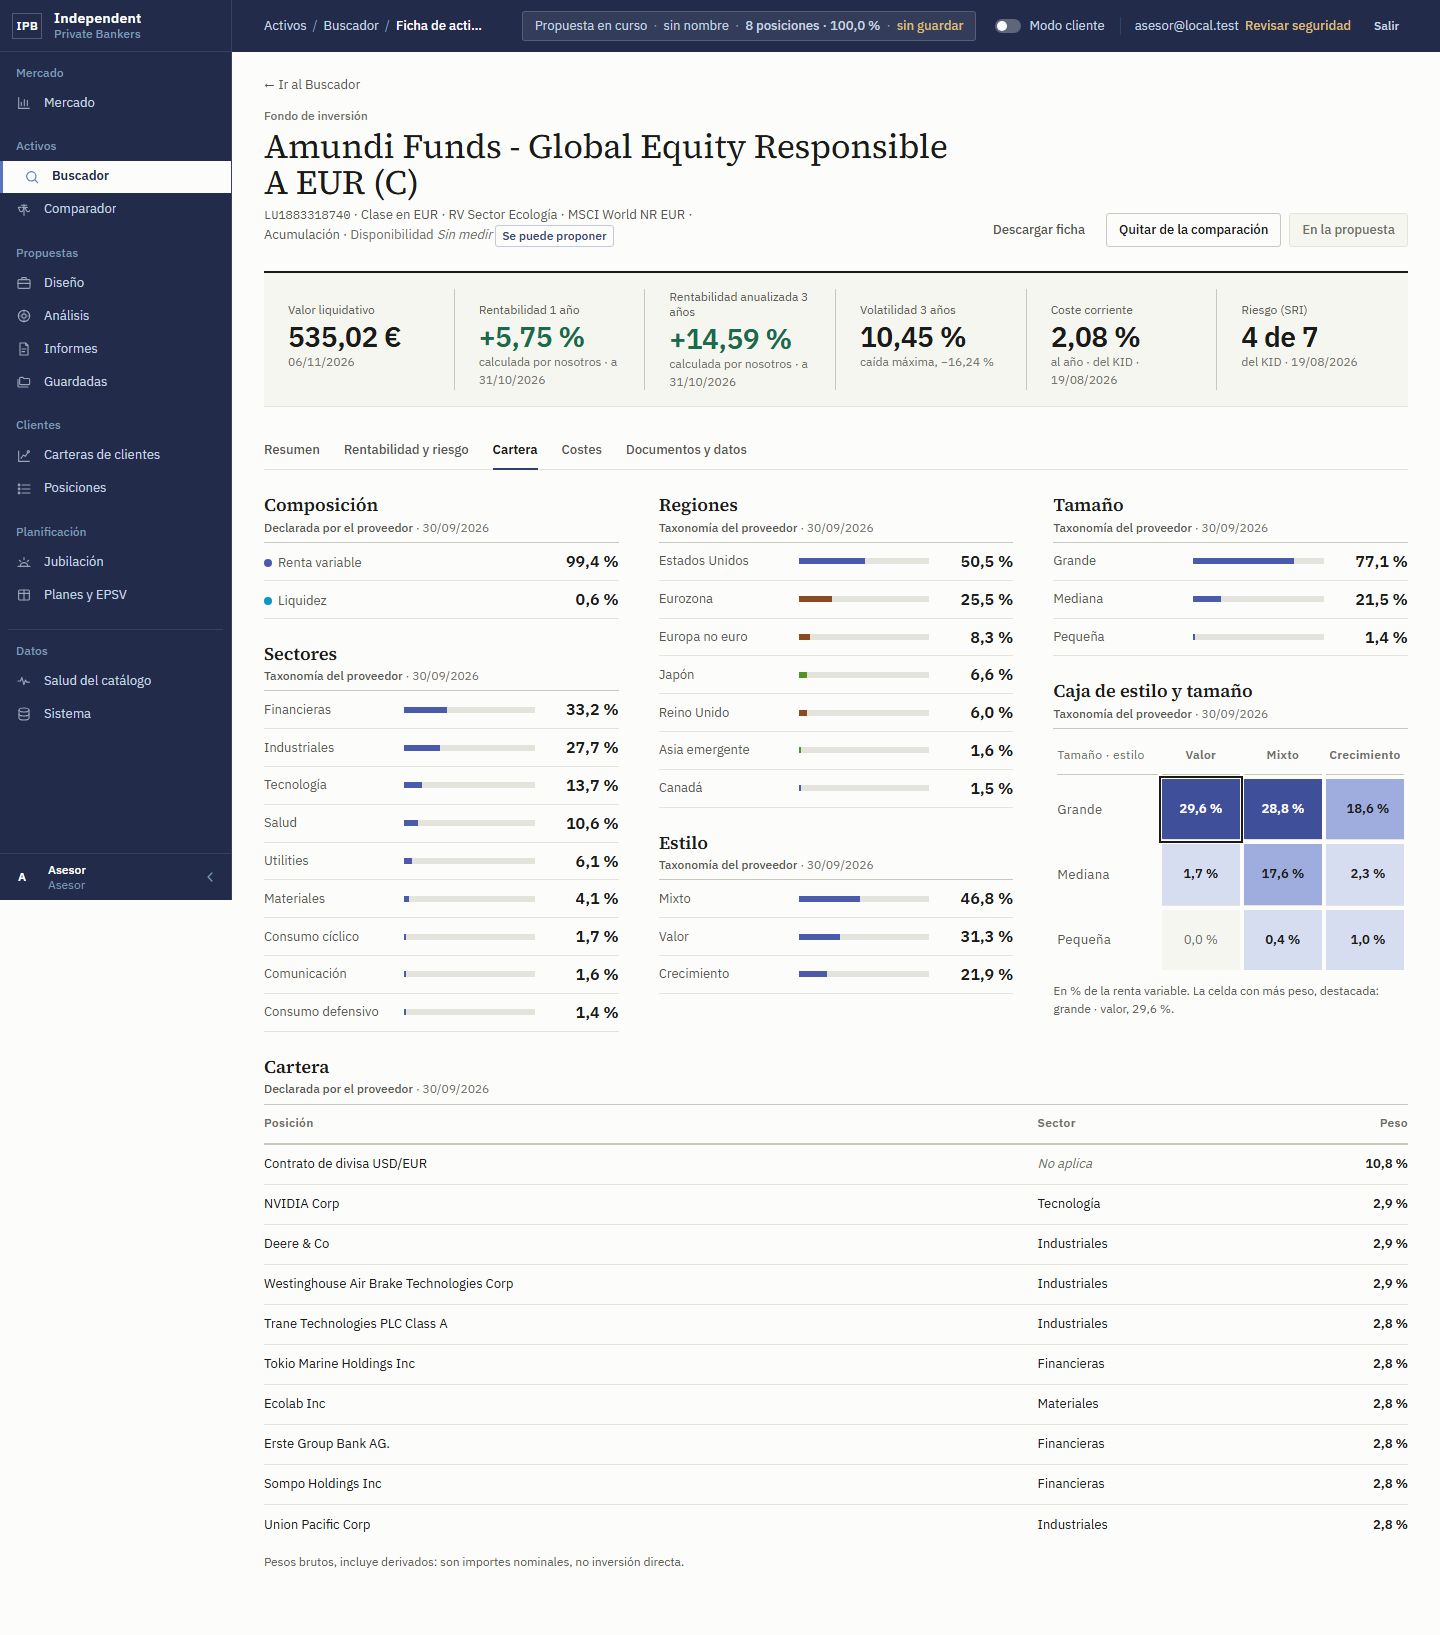 IPB
Independent
Private Bankers
Mercado
Mercado
Activos
Buscador
Comparador
Propuestas
Diseño
Análisis
Informes
Guardadas
Clientes
Carteras de clientes
Posiciones
Planificación
Jubilación
Planes y EPSV
Datos
Salud del catálogo
Sistema
A
Asesor
Asesor
Activos / Buscador / Ficha de acti...
Propuesta en curso · sin nombre · 8 posiciones · 100,0 % · sin guardar
Modo cliente
asesor@local.test Revisar seguridad
Salir
← Ir al Buscador
Fondo de inversión
Amundi Funds - Global Equity Responsible
A EUR (C)
LU1883318740 · Clase en EUR · RV Sector Ecología · MSCI World NR EUR ·
Acumulación · Disponibilidad Sin medir Se puede proponer
Descargar ficha
Quitar de la comparación
En la propuesta
Valor liquidativo
535,02 €
06/11/2026
Rentabilidad 1 año
+5,75 %
calculada por nosotros · a
31/10/2026
Rentabilidad anualizada 3
años
+14,59 %
calculada por nosotros · a
31/10/2026
Volatilidad 3 años
10,45 %
caída máxima, −16,24 %
Coste corriente
2,08 %
al año · del KID ·
19/08/2026
Riesgo (SRI)
4 de 7
del KID · 19/08/2026
Resumen Rentabilidad y riesgo Cartera Costes Documentos y datos
Composición
Declarada por el proveedor · 30/09/2026
Renta variable 99,4 %
Liquidez 0,6 %
Sectores
Taxonomía del proveedor · 30/09/2026
Financieras 33,2 %
Industriales 27,7 %
Tecnología 13,7 %
Salud 10,6 %
Utilities 6,1 %
Materiales 4,1 %
Consumo cíclico 1,7 %
Comunicación 1,6 %
Consumo defensivo 1,4 %
Regiones
Taxonomía del proveedor · 30/09/2026
Estados Unidos 50,5 %
Eurozona 25,5 %
Europa no euro 8,3 %
Japón 6,6 %
Reino Unido 6,0 %
Asia emergente 1,6 %
Canadá 1,5 %
Estilo
Taxonomía del proveedor · 30/09/2026
Mixto 46,8 %
Valor 31,3 %
Crecimiento 21,9 %
Tamaño
Taxonomía del proveedor · 30/09/2026
Grande 77,1 %
Mediana 21,5 %
Pequeña 1,4 %
Caja de estilo y tamaño
Taxonomía del proveedor · 30/09/2026
Tamaño · estilo Valor Mixto Crecimiento
Grande 29,6 % 28,8 % 18,6 %
Mediana 1,7 % 17,6 % 2,3 %
Pequeña 0,0 % 0,4 % 1,0 %
En % de la renta variable. La celda con más peso, destacada:
grande · valor, 29,6 %.
Cartera
Declarada por el proveedor · 30/09/2026
Posición Sector Peso
Contrato de divisa USD/EUR No aplica 10,8 %
NVIDIA Corp Tecnología 2,9 %
Deere & Co Industriales 2,9 %
Westinghouse Air Brake Technologies Corp Industriales 2,9 %
Trane Technologies PLC Class A Industriales 2,8 %
Tokio Marine Holdings Inc Financieras 2,8 %
Ecolab Inc Materiales 2,8 %
Erste Group Bank AG. Financieras 2,8 %
Sompo Holdings Inc Financieras 2,8 %
Union Pacific Corp Industriales 2,8 %
Pesos brutos, incluye derivados: son importes nominales, no inversión directa.